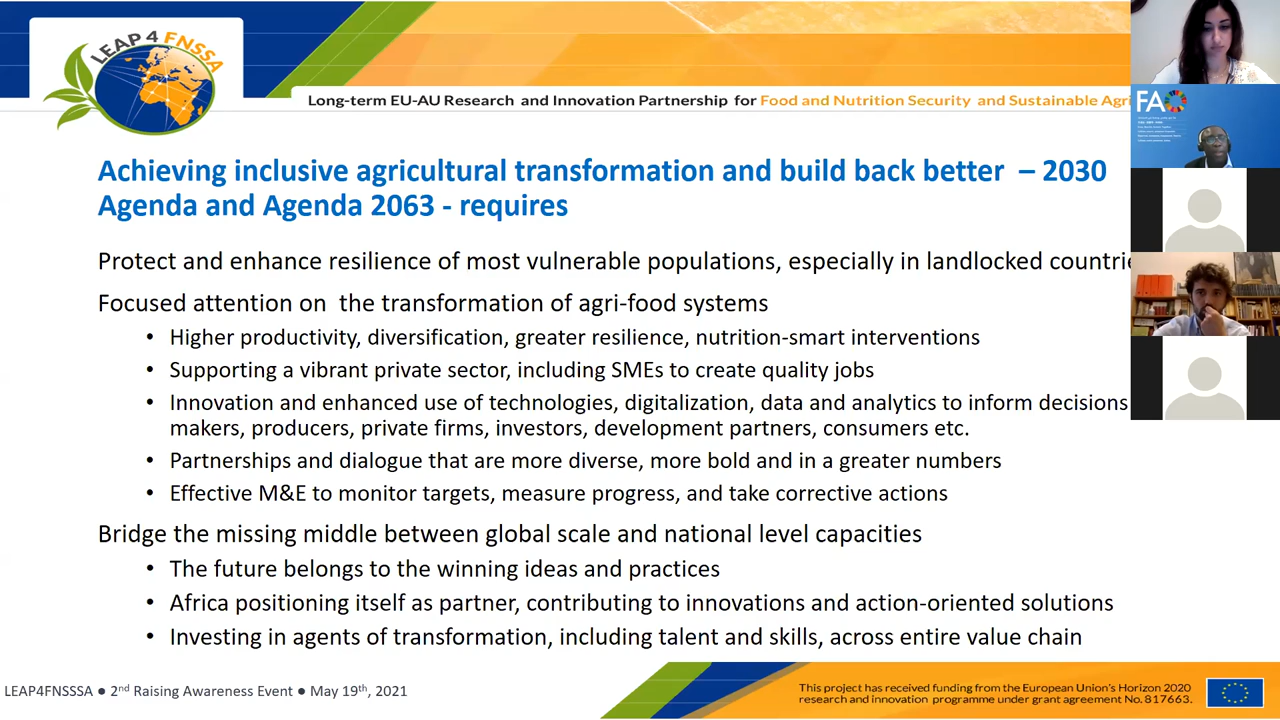 LEAP4FNSSA
Long-term EU-AU Research and Innovation Partnership for Food and Nutrition Security and Sustainable Agri
FAO
Achieving inclusive agricultural transformation and build back better – 2030
Agenda and Agenda 2063 - requires
Protect and enhance resilience of most vulnerable populations, especially in landlocked countrie
Focused attention on the transformation of agri-food systems
• Higher productivity, diversification, greater resilience, nutrition-smart interventions
• Supporting a vibrant private sector, including SMEs to create quality jobs
• Innovation and enhanced use of technologies, digitalization, data and analytics to inform decisions
makers, producers, private firms, investors, development partners, consumers etc.
• Partnerships and dialogue that are more diverse, more bold and in a greater numbers
• Effective M&E to monitor targets, measure progress, and take corrective actions
Bridge the missing middle between global scale and national level capacities
• The future belongs to the winning ideas and practices
• Africa positioning itself as partner, contributing to innovations and action-oriented solutions
• Investing in agents of transformation, including talent and skills, across entire value chain
LEAP4FNSSSA ● 2nd Raising Awareness Event ● May 19th, 2021
This project has received funding from the European Union's Horizon 2020
research and innovation programme under grant agreement No. 817663.